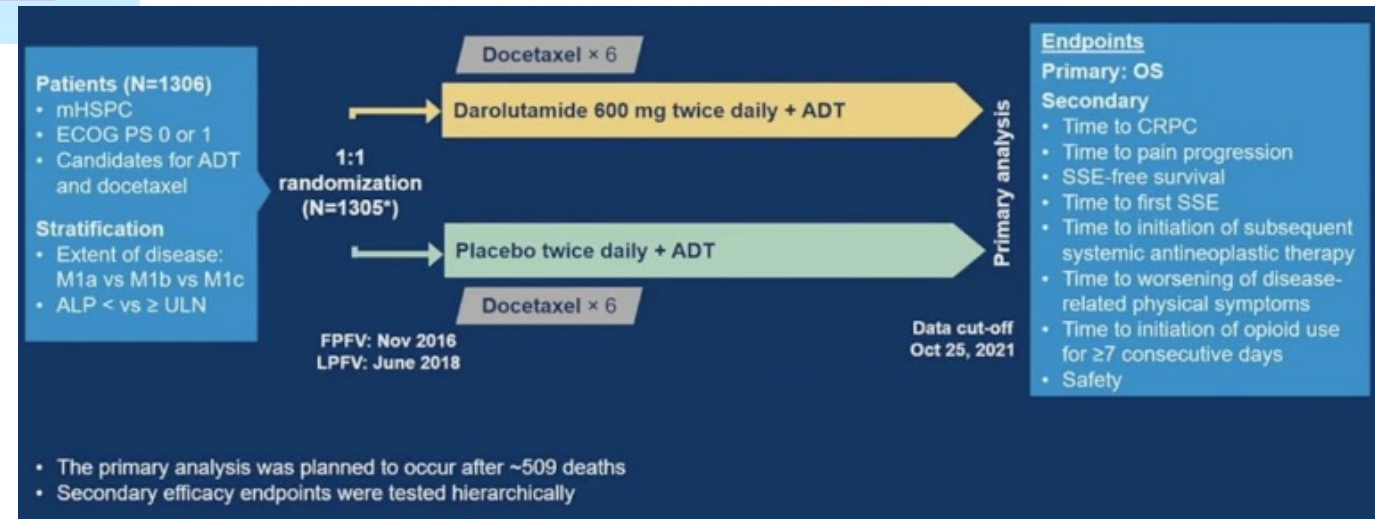 Patients (N=1306)
• mHSPC
• ECOG PS 0 or 1
• Candidates for ADT
and docetaxel
Stratification
• Extent of disease:
M1a vs M1b vs M1c
• ALP < vs ≥ ULN
1:1
randomization
(N=1305*)
FPFV: Nov 2016
LPFV: June 2018
Docetaxel × 6
Darolutamide 600 mg twice daily + ADT
Placebo twice daily + ADT
Docetaxel × 6
Primary analysis
Data cut-off
Oct 25, 2021
Endpoints
Primary: OS
Secondary
• Time to CRPC
• Time to pain progression
• SSE-free survival
• Time to first SSE
• Time to initiation of subsequent
systemic antineoplastic therapy
• Time to worsening of disease-
related physical symptoms
• Time to initiation of opioid use
for ≥7 consecutive days
• Safety
• The primary analysis was planned to occur after ~509 deaths
• Secondary efficacy endpoints were tested hierarchically